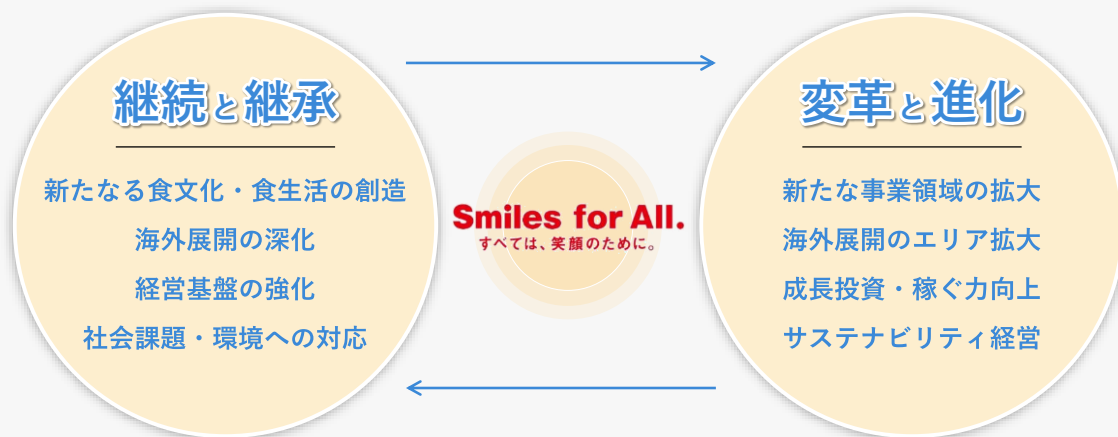 継続と継承
新たなる食文化・食生活の創造
海外展開の深化
経営基盤の強化
社会課題・環境への対応
Smiles for All.
すべては、笑顔のために。
変革と進化
新たな事業領域の拡大
海外展開のエリア拡大
成長投資・稼ぐ力向上
サステナビリティ経営